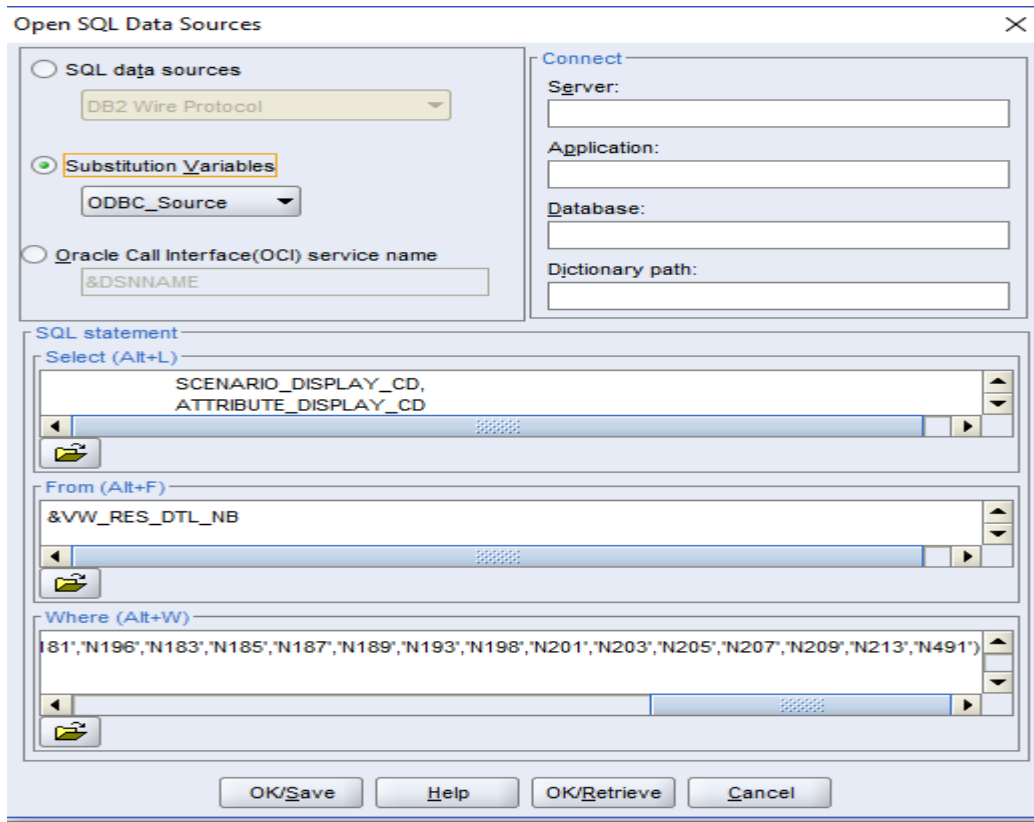 Open SQL Data Sources
SQL data sources
DB2 Wire Protocol
Substitution Variables
ODBC_Source
Oracle Call Interface(OCI) service name
&DSNNAME
Connect
Server:
Application:
Database:
Dictionary path:
SQL statement
Select (Alt+L)
SCENARIO_DISPLAY_CD,
ATTRIBUTE_DISPLAY_CD
From (Alt+F)
&VW_RES_DTL_NB
Where (Alt+W)
181','N196','N183','N185','N187','N189','N193','N198','N201','N203','N205','N207','N209','N213','N491')
OK/Save
Help
OK/Retrieve
Cancel